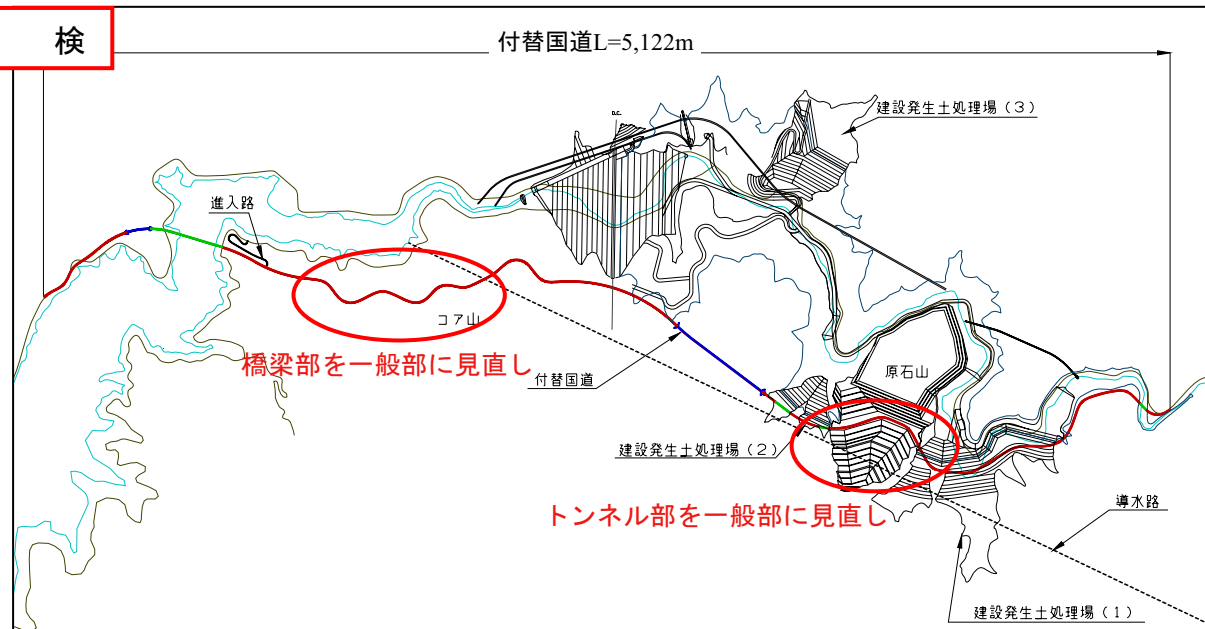 検
付替国道L=5,122m
D.C.
建設発生土処理場(3)
進入路
コア山
橋梁部を一般部に見直し
付替国道
原石山
建設発生土処理場(2)
トンネル部を一般部に見直し
導水路
建設発生土処理場(1)